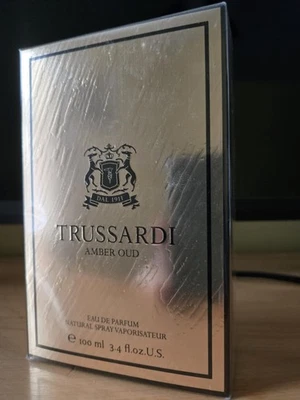 DAL 1911
TRUSSARDI
AMBER OUD
EAU DE PARFUM
NATURAL SPRAY VAPORISATEUR
e 100 ml 3.4 fl.oz.U.S.